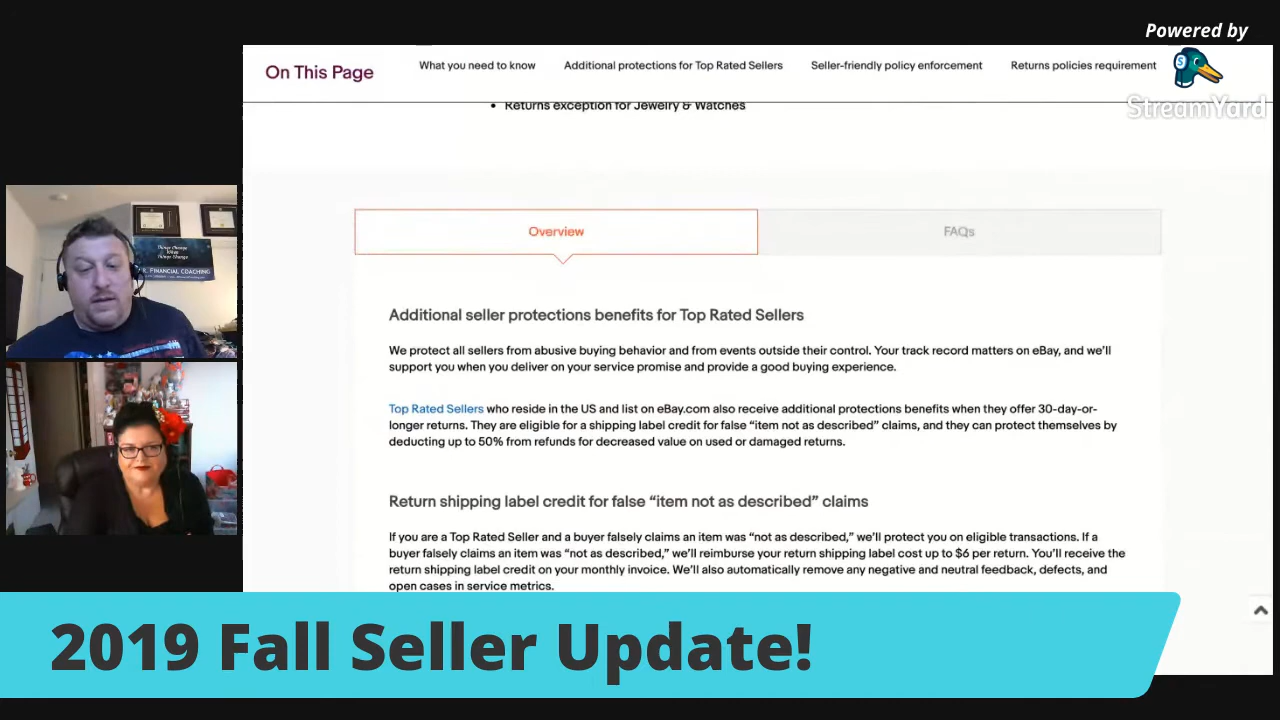 Powered by
StreamYard
On This Page
What you need to know
Additional protections for Top Rated Sellers
Seller-friendly policy enforcement
Returns policies requirement
• Returns exception for Jewelry & Watches
Overview
FAQs
Additional seller protections benefits for Top Rated Sellers
We protect all sellers from abusive buying behavior and from events outside their control. Your track record matters on eBay, and we'll
support you when you deliver on your service promise and provide a good buying experience.
Top Rated Sellers who reside in the US and list on eBay.com also receive additional protections benefits when they offer 30-day-or-
longer returns. They are eligible for a shipping label credit for false “item not as described” claims, and they can protect themselves by
deducting up to 50% from refunds for decreased value on used or damaged returns.
Return shipping label credit for false “item not as described” claims
If you are a Top Rated Seller and a buyer falsely claims an item was “not as described,” we'll protect you on eligible transactions. If a
buyer falsely claims an item was “not as described,” we'll reimburse your return shipping label cost up to $6 per return. You'll receive the
return shipping label credit on your monthly invoice. We'll also automatically remove any negative and neutral feedback, defects, and
open cases in service metrics.
Things Change
When
Things Change
R. FINANCIAL COACHING
2019 Fall Seller Update!